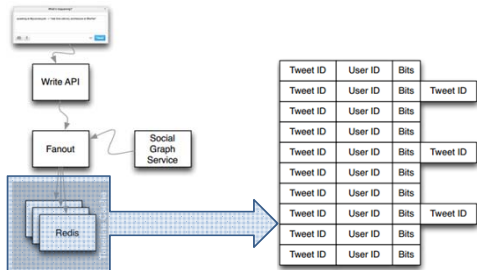 What's happening?
Write API
Fanout
Social
Graph
Service
Redis
Tweet ID User ID Bits
Tweet ID User ID Bits Tweet ID
Tweet ID User ID Bits
Tweet ID User ID Bits
Tweet ID User ID Bits Tweet ID
Tweet ID User ID Bits
Tweet ID User ID Bits
Tweet ID User ID Bits Tweet ID
Tweet ID User ID Bits
Tweet ID User ID Bits